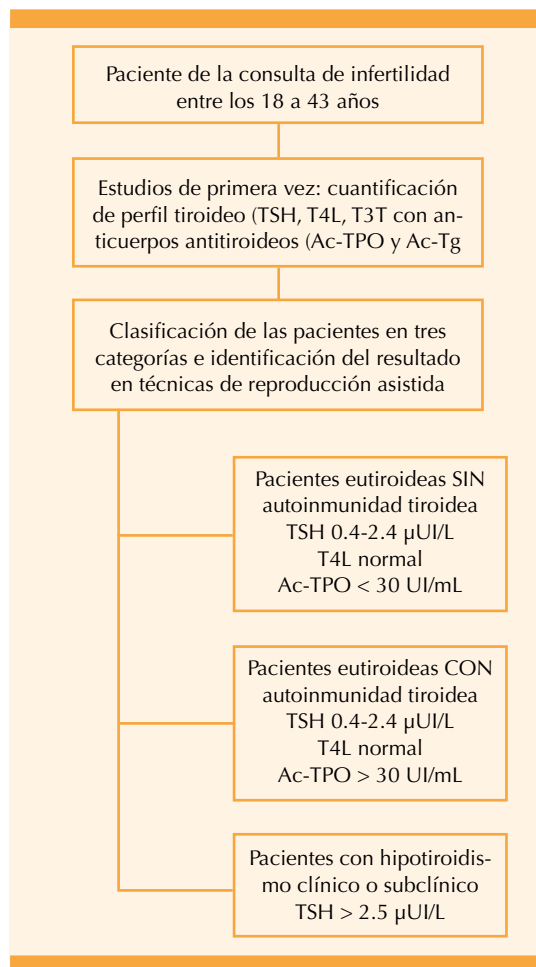 Paciente de la consulta de infertilidad
entre los 18 a 43 años
Estudios de primera vez: cuantificación
de perfil tiroideo (TSH, T4L, T3T con an-
ticuerpos antitiroideos (Ac-TPO y Ac-Tg
Clasificación de las pacientes en tres
categorías e identificación del resultado
en técnicas de reproducción asistida
Pacientes eutiroideas SIN
autoinmunidad tiroidea
TSH 0.4-2.4 µUI/L
T4L normal
Ac-TPO < 30 UI/mL
Pacientes eutiroideas CON
autoinmunidad tiroidea
TSH 0.4-2.4 µUI/L
T4L normal
Ac-TPO > 30 UI/mL
Pacientes con hipotiroidis-
mo clínico o subclínico
TSH > 2.5 µUI/L